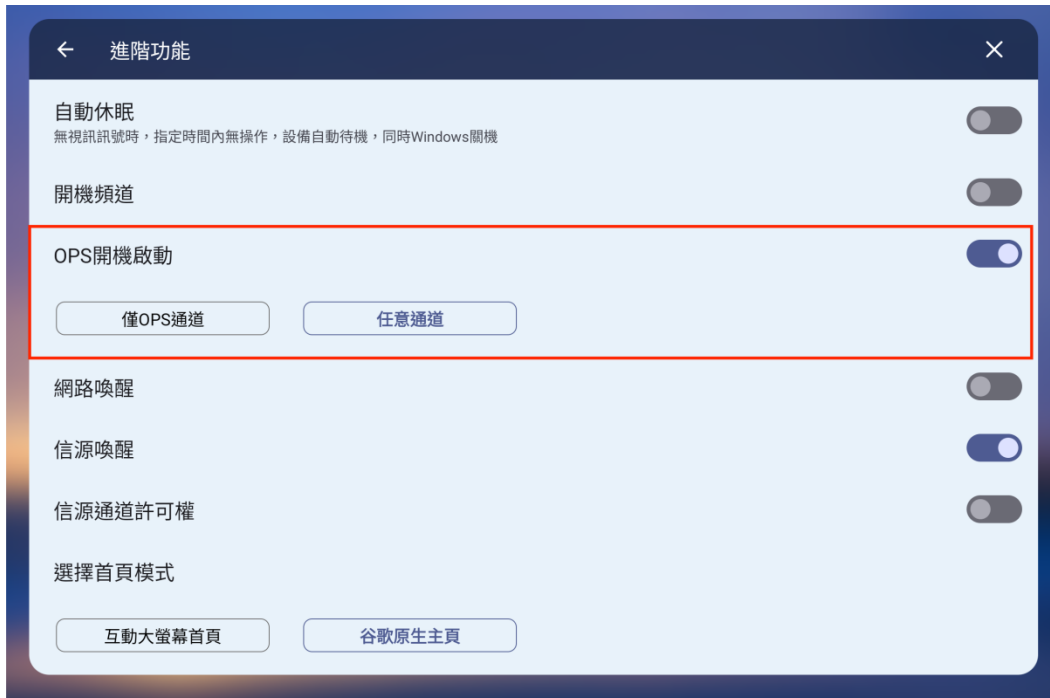 進階功能
自動休眠
無視訊訊號時，指定時間內無操作，設備自動待機，同時Windows關機
開機頻道
OPS開機啟動
僅OPS通道
任意通道
網路喚醒
信源喚醒
信源通道許可權
選擇首頁模式
互動大螢幕首頁
谷歌原生主頁